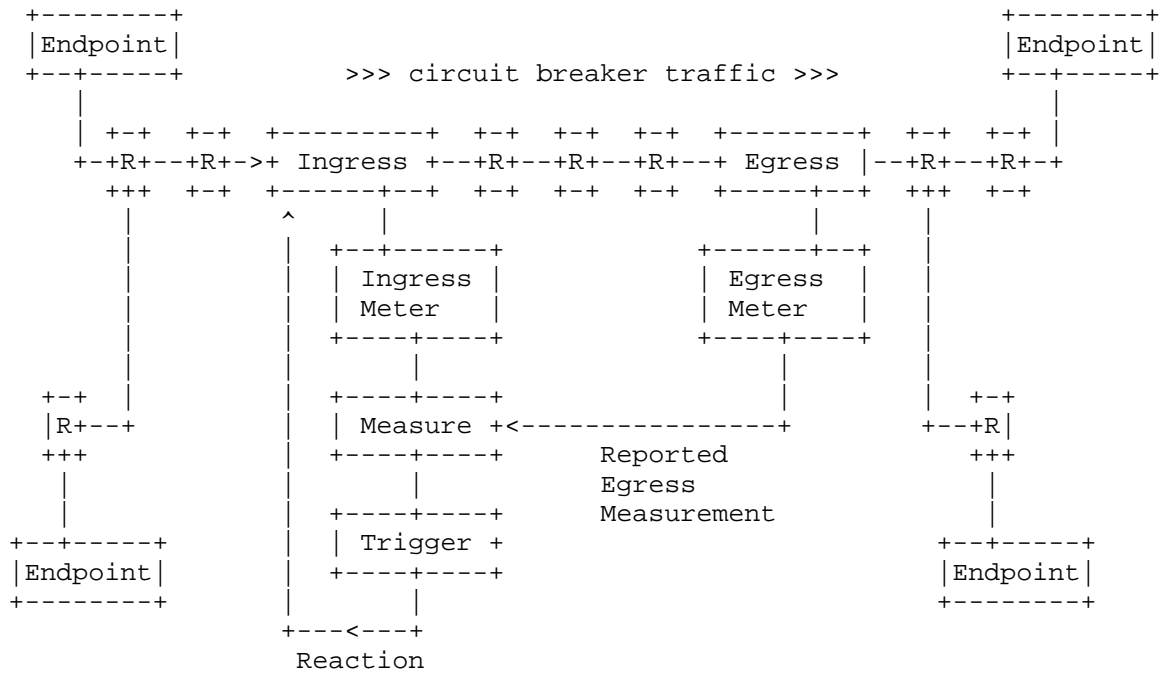 Endpoint Endpoint
>>> circuit breaker traffic >>>
R R Ingress R R R Egress R R
Ingress Egress
Meter Meter
R Measure R
Reported
Egress
Trigger Measurement
Endpoint Endpoint
Reaction